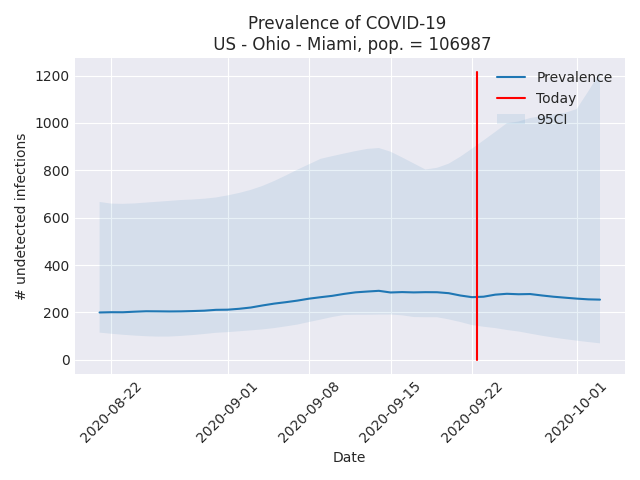 Prevalence of COVID-19
US - Ohio - Miami, pop. = 106987
Prevalence
Today
95CI
1200
1000
800
600
400
200
0
# undetected infections
2020-08-22
2020-09-01
2020-09-08
2020-09-15
2020-09-22
2020-10-01
Date